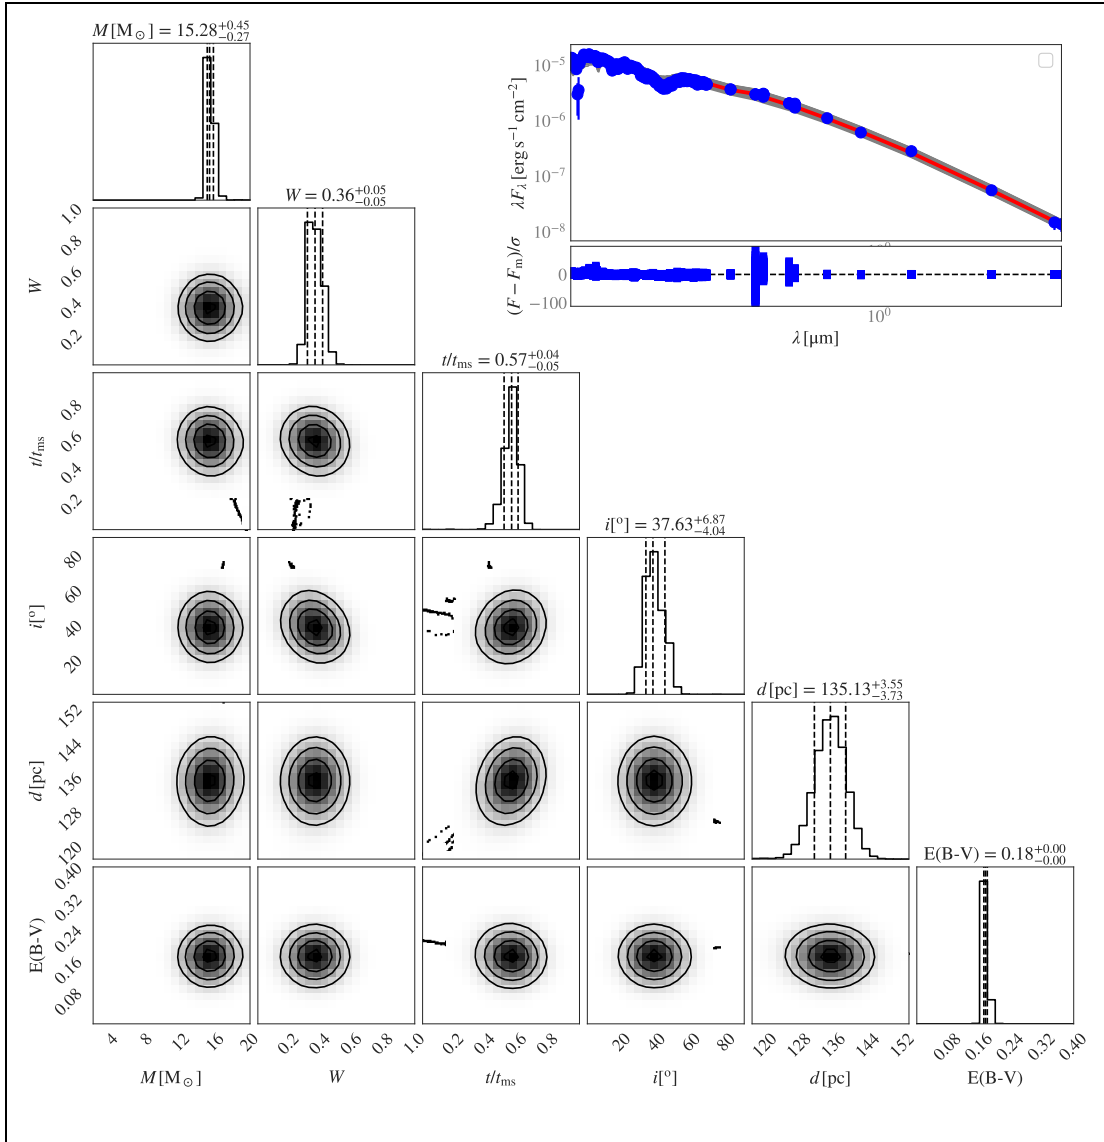 M [M⊙] = 15.28 +0.45 −0.27
10⁻⁵
10⁻⁶
10⁻⁷
10⁻⁸
λFλ [erg s⁻¹ cm⁻²]
(F − Fm)/σ
0
−100
10⁰
λ [μm]
W = 0.36 +0.05 −0.05
1.0
0.8
0.6
0.4
0.2
W
t/tms = 0.57 +0.04 −0.05
0.8
0.6
0.4
0.2
t/tms
i[°] = 37.63 +6.87 −4.04
80
60
40
20
i[°]
d [pc] = 135.13 +3.55 −3.73
152
144
136
128
120
d [pc]
E(B-V) = 0.18 +0.00 −0.00
0.40
0.32
0.24
0.16
0.08
E(B-V)
4 8 12 16 20 0.2 0.4 0.6 0.8 1.0 0.2 0.4 0.6 0.8 20 40 60 80 120 128 136 144 152 0.08 0.16 0.24 0.32 0.40
M [M⊙] W t/tms i[°] d [pc] E(B-V)